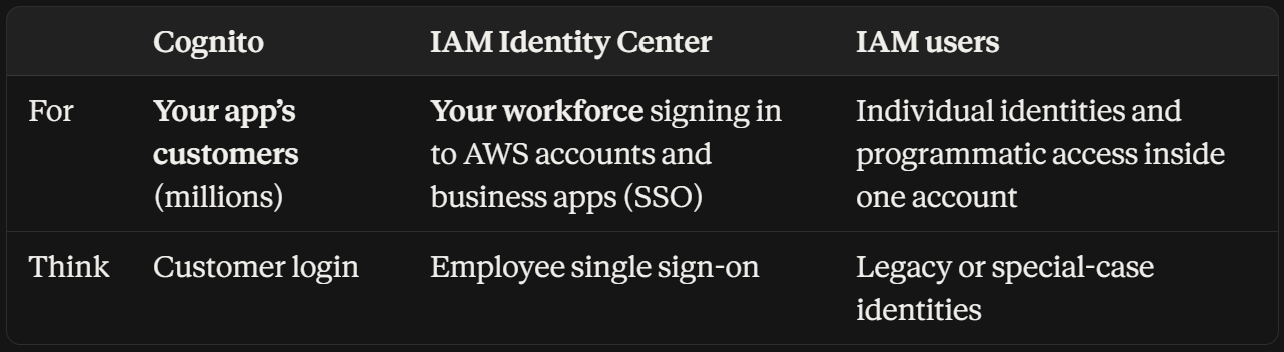 Cognito IAM Identity Center IAM users
For Your app’s Your workforce signing in Individual identities and
customers to AWS accounts and programmatic access inside
(millions) business apps (SSO) one account
Think Customer login Employee single sign-on Legacy or special-case
identities